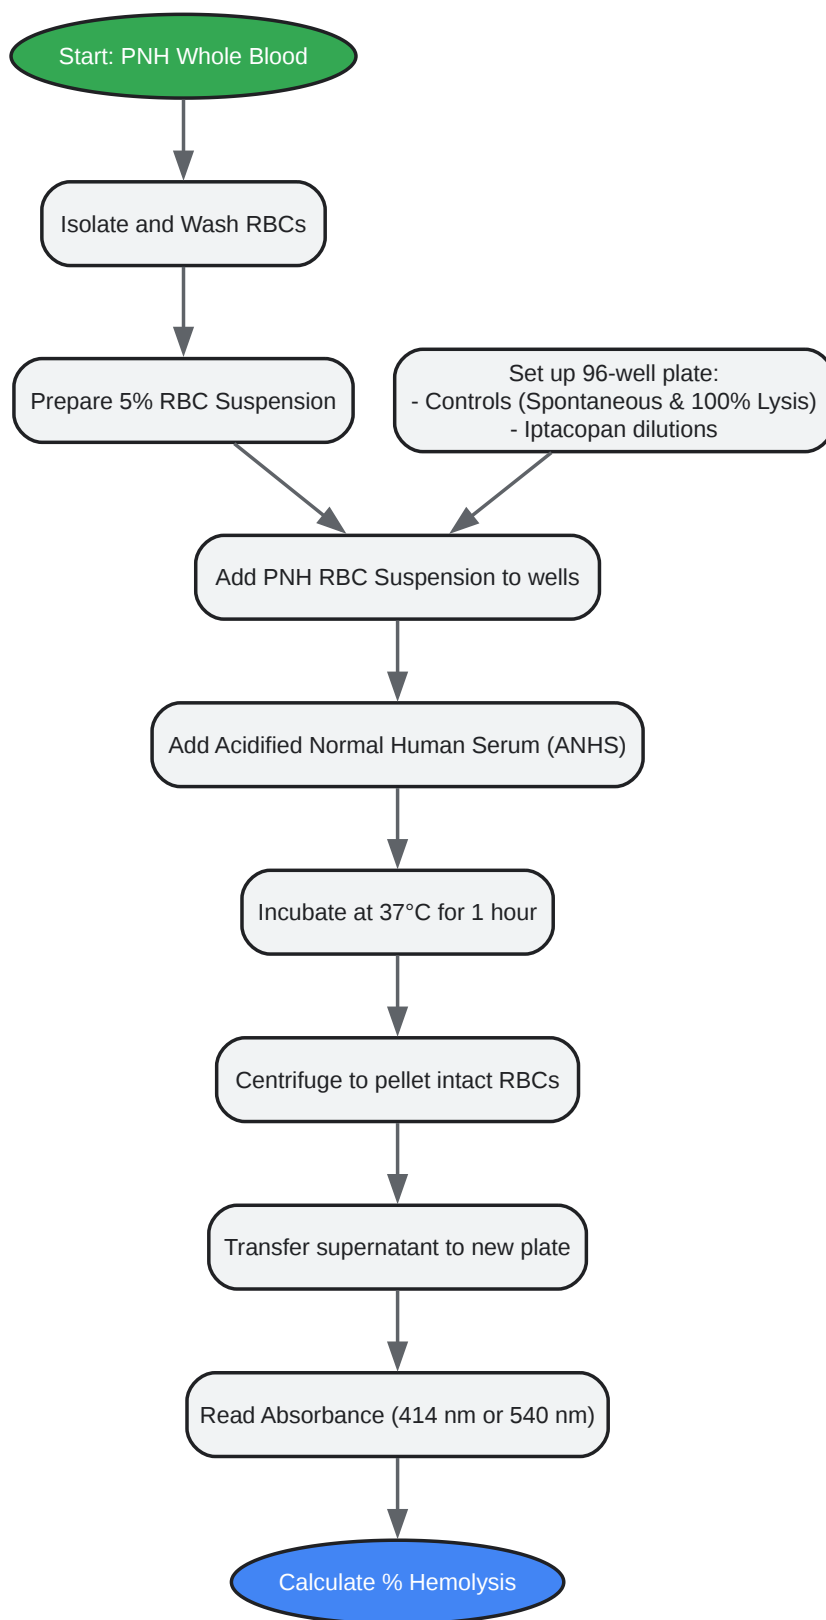 Start: PNH Whole Blood
Isolate and Wash RBCs
Prepare 5% RBC Suspension
Set up 96-well plate:
- Controls (Spontaneous & 100% Lysis)
- Iptacopan dilutions
Add PNH RBC Suspension to wells
Add Acidified Normal Human Serum (ANHS)
Incubate at 37°C for 1 hour
Centrifuge to pellet intact RBCs
Transfer supernatant to new plate
Read Absorbance (414 nm or 540 nm)
Calculate % Hemolysis